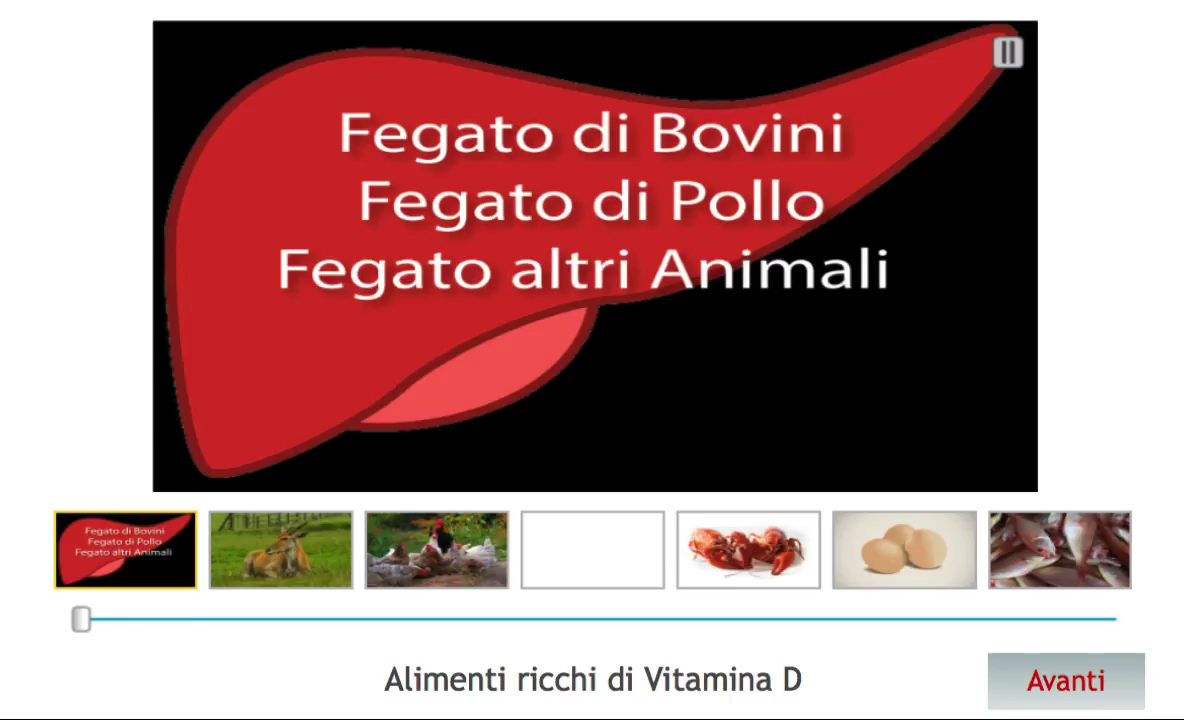 Fegato di Bovini
Fegato di Pollo
Fegato altri Animali
Fegato di Bovini
Fegato di Pollo
Fegato altri Animali
Alimenti ricchi di Vitamina D
Avanti